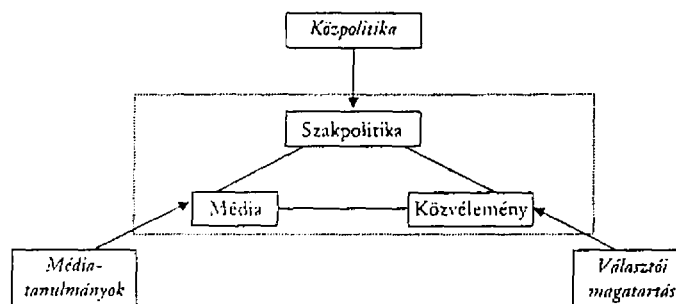 Közpolitika
Szakpolitika
Média
Közvélemény
Média-
tanulmányok
Választói
magatartás